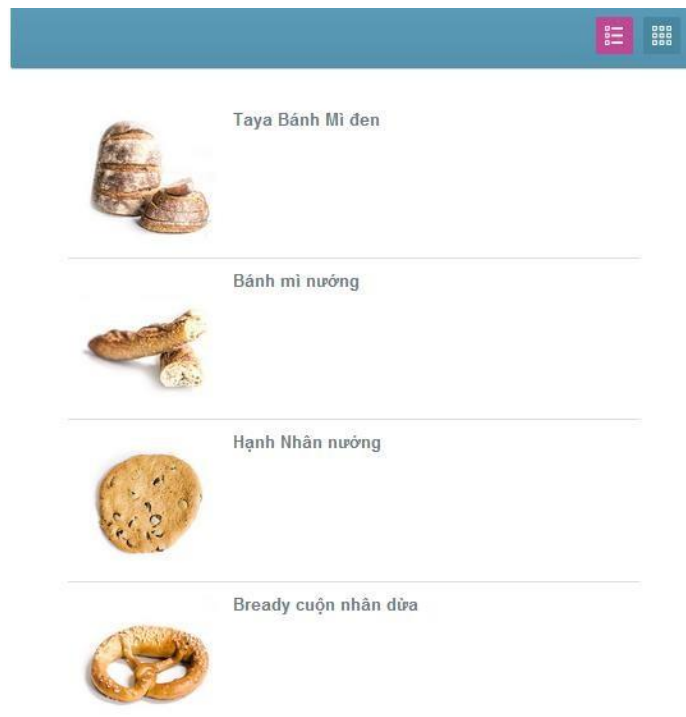 Taya Bánh Mì đen
Bánh mì nướng
Hạnh Nhân nướng
Bready cuộn nhân dừa